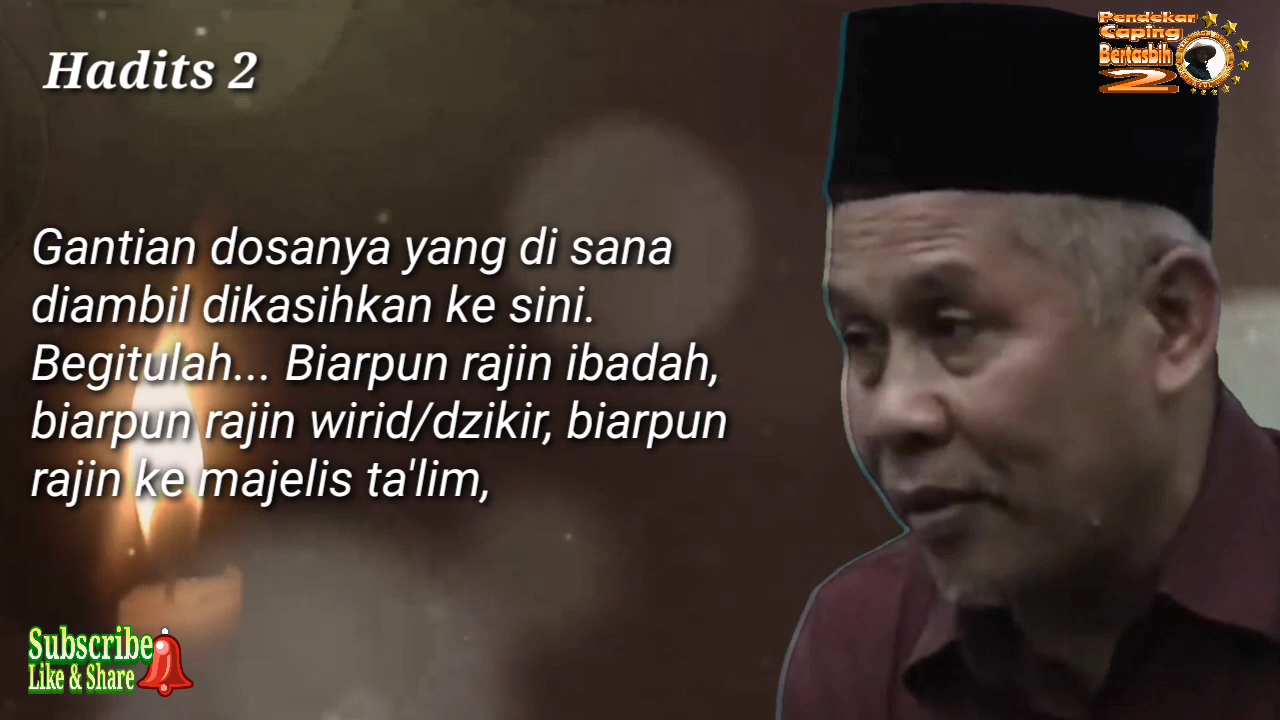 Hadits 2
Pendekar
Caping
Bertasbih
2
Gantian dosanya yang di sana
diambil dikasihkan ke sini.
Begitulah... Biarpun rajin ibadah,
biarpun rajin wirid/dzikir, biarpun
rajin ke majelis ta'lim,
Subscribe
Like & Share